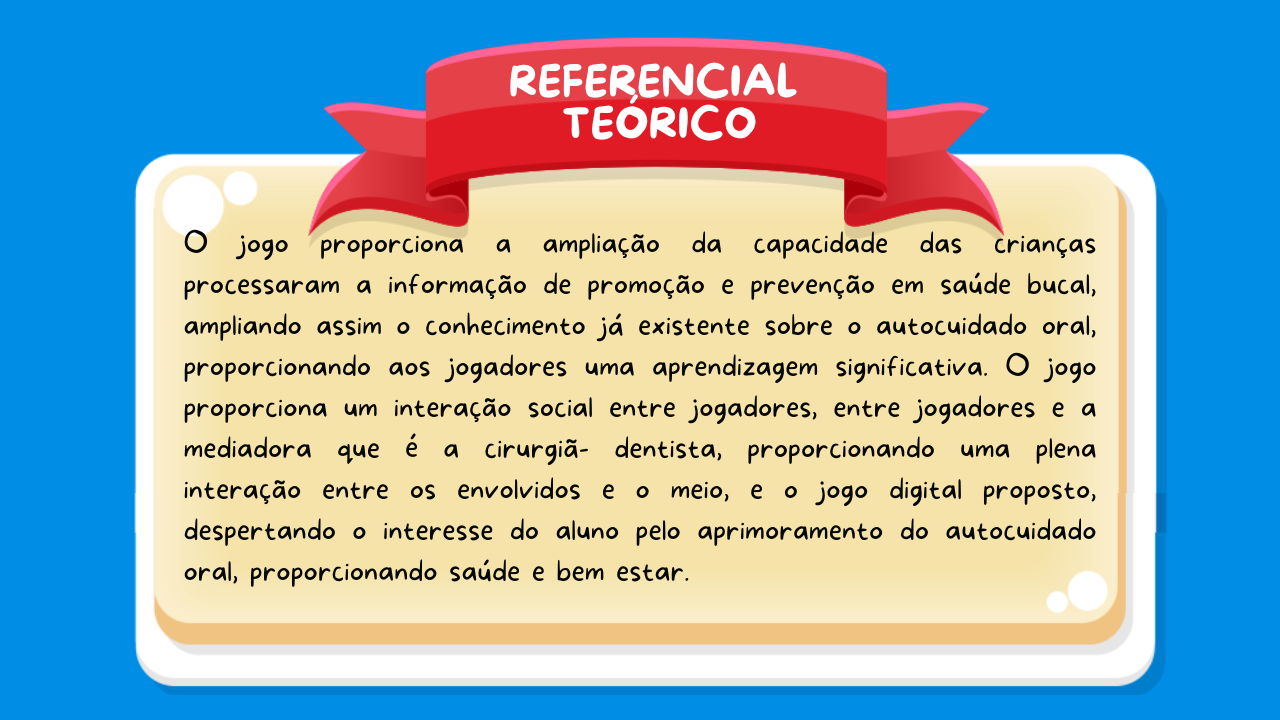 REFERENCIAL
TEÓRICO
O jogo proporciona a ampliação da capacidade das crianças
processaram a informação de promoção e prevenção em saúde bucal,
ampliando assim o conhecimento já existente sobre o autocuidado oral,
proporcionando aos jogadores uma aprendizagem significativa. O jogo
proporciona um interação social entre jogadores, entre jogadores e a
mediadora que é a cirurgiã- dentista, proporcionando uma plena
interação entre os envolvidos e o meio, e o jogo digital proposto,
despertando o interesse do aluno pelo aprimoramento do autocuidado
oral, proporcionando saúde e bem estar.